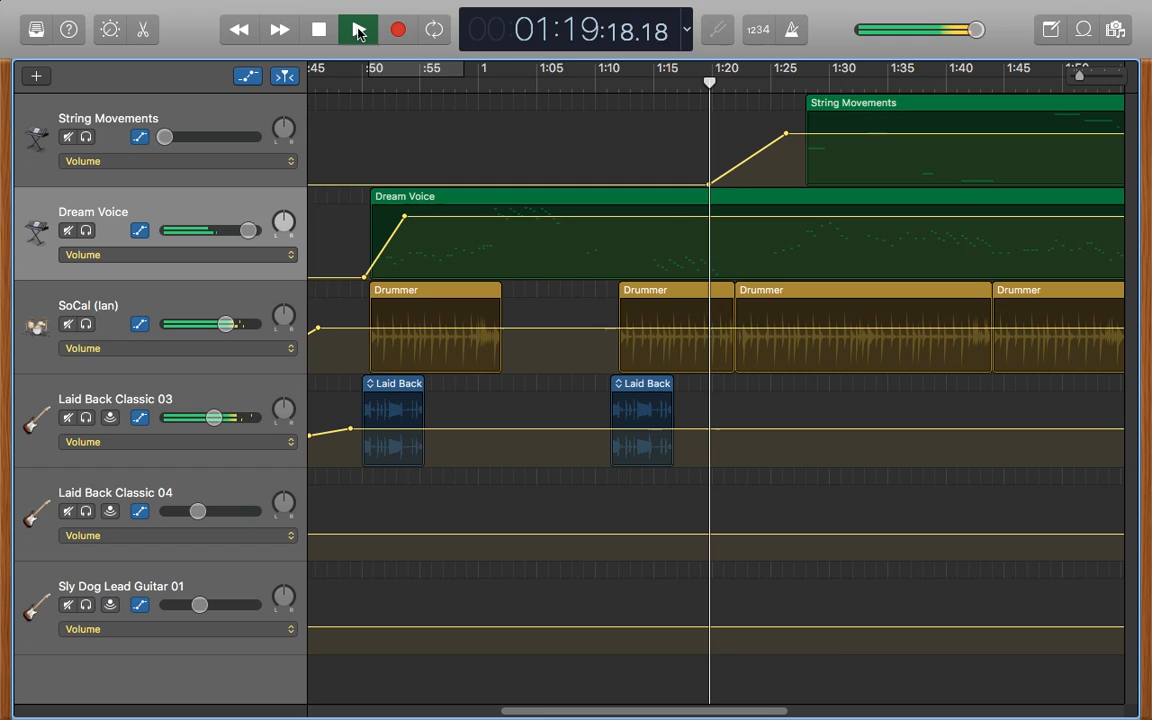 01:19:18.18
1234
:45 :50 :55 1 1:05 1:10 1:15 1:20 1:25 1:30 1:35 1:40 1:45 1:50
String Movements
Volume
String Movements
Dream Voice
Volume
Dream Voice
SoCal (Ian)
Volume
Drummer
Drummer
Drummer
Drummer
Laid Back Classic 03
Volume
Laid Back
Laid Back
Laid Back Classic 04
Volume
Sly Dog Lead Guitar 01
Volume
L R
L R
L R
L R
L R
L R